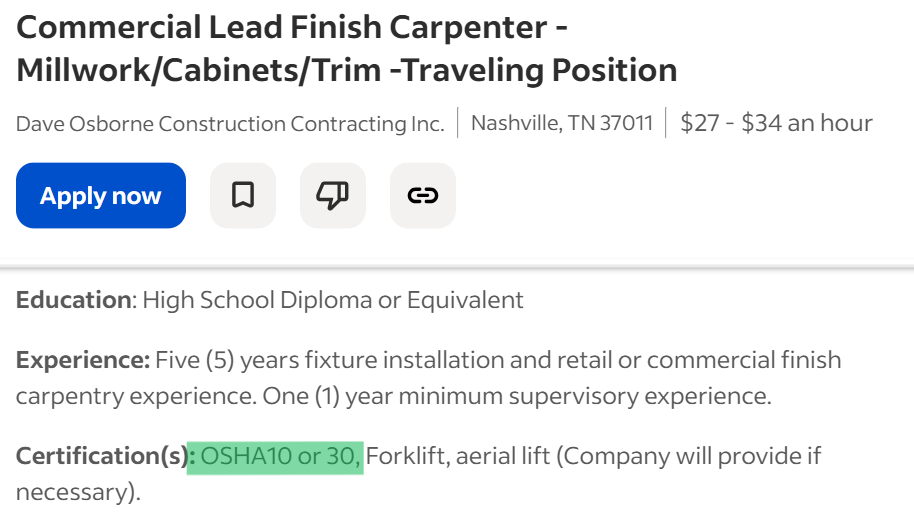 Commercial Lead Finish Carpenter -
Millwork/Cabinets/Trim -Traveling Position
Dave Osborne Construction Contracting Inc. | Nashville, TN 37011 | $27 - $34 an hour
Apply now
Education: High School Diploma or Equivalent
Experience: Five (5) years fixture installation and retail or commercial finish
carpentry experience. One (1) year minimum supervisory experience.
Certification(s): OSHA10 or 30, Forklift, aerial lift (Company will provide if
necessary).